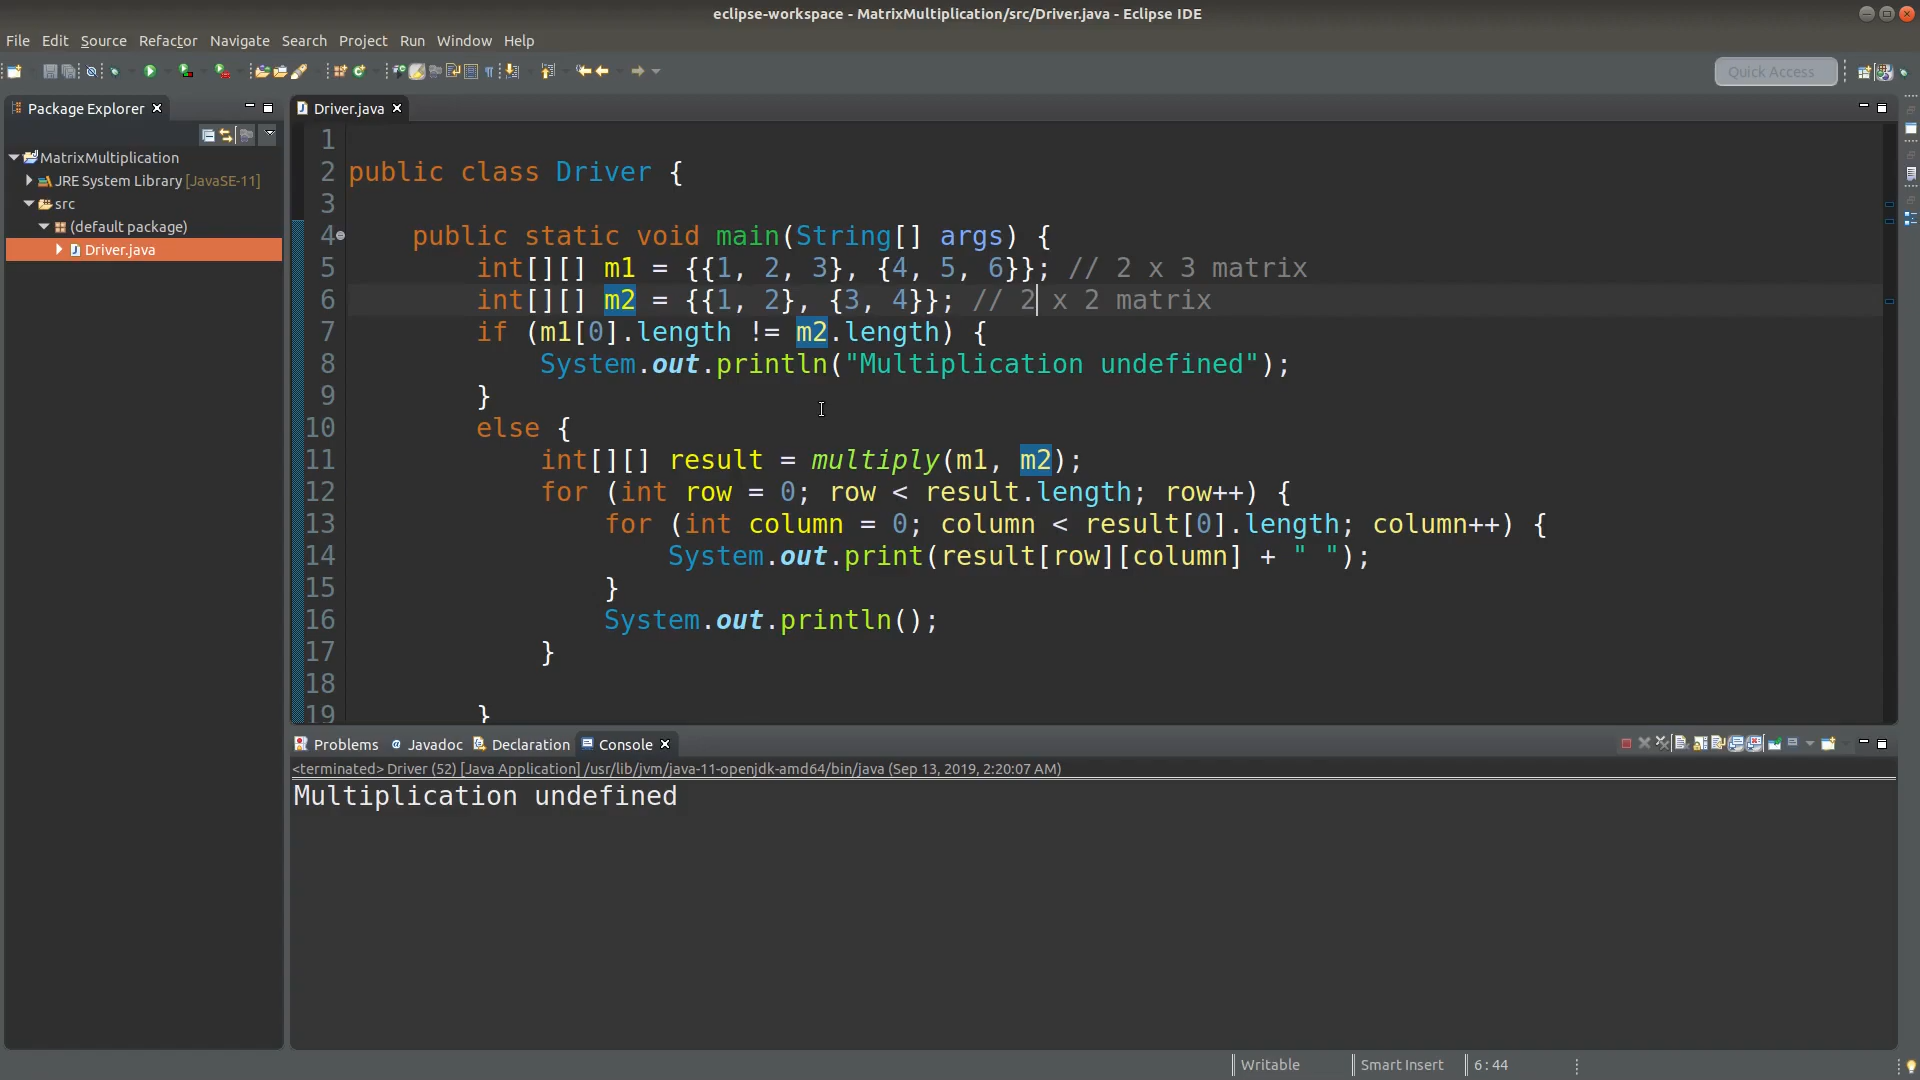 eclipse-workspace - MatrixMultiplication/src/Driver.java - Eclipse IDE
File Edit Source Refactor Navigate Search Project Run Window Help
Quick Access
Package Explorer
MatrixMultiplication
JRE System Library [JavaSE-11]
src
(default package)
Driver.java
Driver.java
1
2 public class Driver {
3
4 public static void main(String[] args) {
5 int[][] m1 = {{1, 2, 3}, {4, 5, 6}}; // 2 x 3 matrix
6 int[][] m2 = {{1, 2}, {3, 4}}; // 2 x 2 matrix
7 if (m1[0].length != m2.length) {
8 System.out.println("Multiplication undefined");
9 }
10 else {
11 int[][] result = multiply(m1, m2);
12 for (int row = 0; row < result.length; row++) {
13 for (int column = 0; column < result[0].length; column++) {
14 System.out.print(result[row][column] + " ");
15 }
16 System.out.println();
17 }
18
19 }
Problems @ Javadoc Declaration Console
<terminated> Driver (52) [Java Application] /usr/lib/jvm/java-11-openjdk-amd64/bin/java (Sep 13, 2019, 2:20:07 AM)
Multiplication undefined
Writable Smart Insert 6 : 44